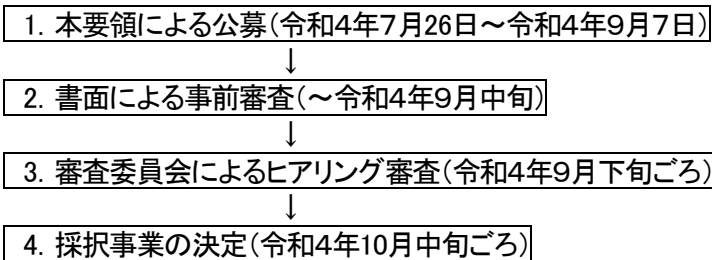 1. 本要領による公募(令和4年7月26日～令和4年9月7日)
↓
2. 書面による事前審査(～令和4年9月中旬)
↓
3. 審査委員会によるヒアリング審査(令和4年9月下旬ごろ)
↓
4. 採択事業の決定(令和4年10月中旬ごろ)